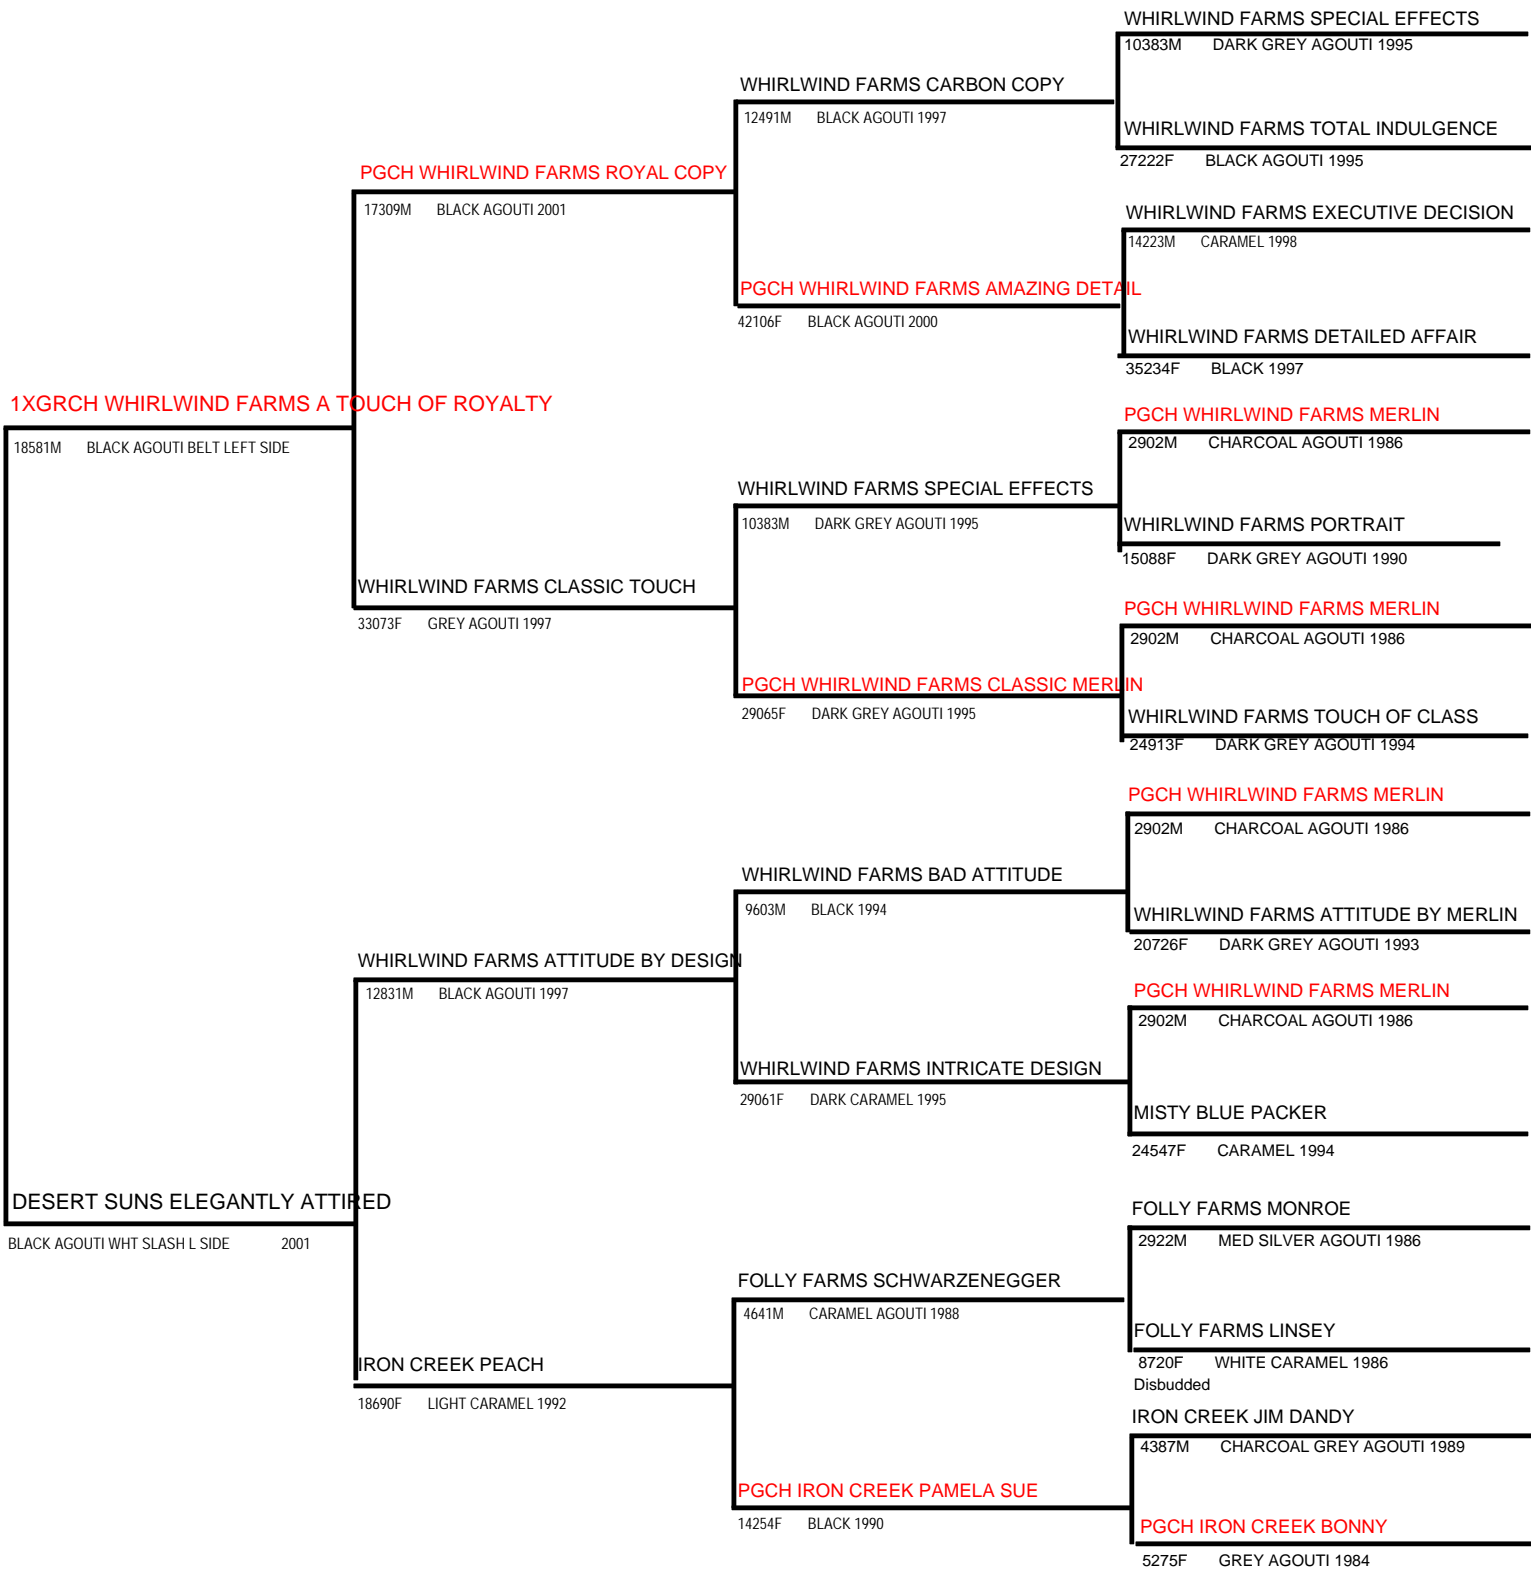 WHIRLWIND FARMS SPECIAL EFFECTS
10383M DARK GREY AGOUTI 1995
WHIRLWIND FARMS CARBON COPY
12491M BLACK AGOUTI 1997
WHIRLWIND FARMS TOTAL INDULGENCE
27222F BLACK AGOUTI 1995
PGCH WHIRLWIND FARMS ROYAL COPY
17309M BLACK AGOUTI 2001
WHIRLWIND FARMS EXECUTIVE DECISION
14223M CARAMEL 1998
PGCH WHIRLWIND FARMS AMAZING DETAIL
42106F BLACK AGOUTI 2000
WHIRLWIND FARMS DETAILED AFFAIR
35234F BLACK 1997
1XGRCH WHIRLWIND FARMS A TOUCH OF ROYALTY
18581M BLACK AGOUTI BELT LEFT SIDE
PGCH WHIRLWIND FARMS MERLIN
2902M CHARCOAL AGOUTI 1986
WHIRLWIND FARMS SPECIAL EFFECTS
10383M DARK GREY AGOUTI 1995
WHIRLWIND FARMS PORTRAIT
15088F DARK GREY AGOUTI 1990
WHIRLWIND FARMS CLASSIC TOUCH
33073F GREY AGOUTI 1997
PGCH WHIRLWIND FARMS MERLIN
2902M CHARCOAL AGOUTI 1986
PGCH WHIRLWIND FARMS CLASSIC MERLIN
29065F DARK GREY AGOUTI 1995
WHIRLWIND FARMS TOUCH OF CLASS
24913F DARK GREY AGOUTI 1994
PGCH WHIRLWIND FARMS MERLIN
2902M CHARCOAL AGOUTI 1986
WHIRLWIND FARMS BAD ATTITUDE
9603M BLACK 1994
WHIRLWIND FARMS ATTITUDE BY MERLIN
20726F DARK GREY AGOUTI 1993
WHIRLWIND FARMS ATTITUDE BY DESIGN
12831M BLACK AGOUTI 1997
PGCH WHIRLWIND FARMS MERLIN
2902M CHARCOAL AGOUTI 1986
WHIRLWIND FARMS INTRICATE DESIGN
29061F DARK CARAMEL 1995
MISTY BLUE PACKER
24547F CARAMEL 1994
DESERT SUNS ELEGANTLY ATTIRED
BLACK AGOUTI WHT SLASH L SIDE 2001
FOLLY FARMS MONROE
2922M MED SILVER AGOUTI 1986
FOLLY FARMS SCHWARZENEGGER
4641M CARAMEL AGOUTI 1988
FOLLY FARMS LINSEY
8720F WHITE CARAMEL 1986
Disbudded
IRON CREEK PEACH
18690F LIGHT CARAMEL 1992
IRON CREEK JIM DANDY
4387M CHARCOAL GREY AGOUTI 1989
PGCH IRON CREEK PAMELA SUE
14254F BLACK 1990
PGCH IRON CREEK BONNY
5275F GREY AGOUTI 1984